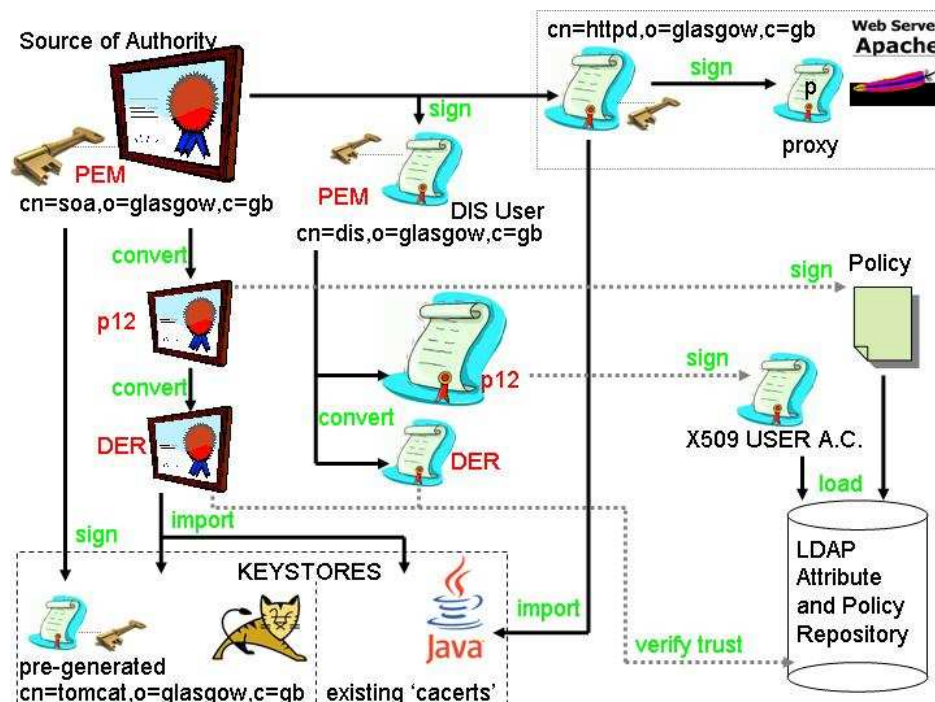 Source of Authority
cn=httpd,o=glasgow,c=gb
Web Serve
Apache
sign
p
proxy
sign
PEM
cn=soa,o=glasgow,c=gb
PEM
DIS User
cn=dis,o=glasgow,c=gb
convert
p12
sign
Policy
convert
p12
sign
convert
DER
DER
X509 USER A.C.
load
import
sign
LDAP
Attribute
and Policy
Repository
KEYSTORES
Java
import
verify trust
pre-generated
cn=tomcat,o=glasgow,c=gb
existing 'cacerts'